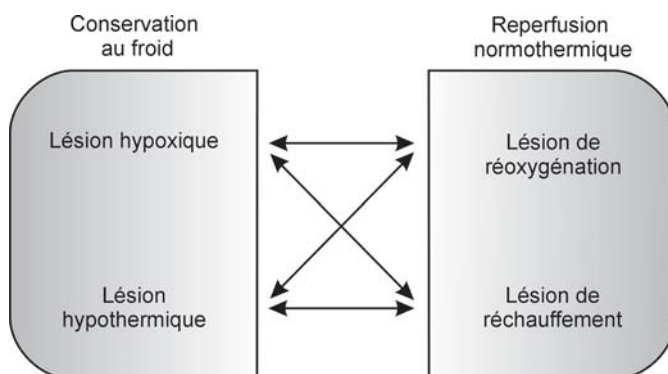 Conservation
au froid
Reperfusion
normothermique
Lésion hypoxique
Lésion de
réoxygénation
Lésion
hypothermique
Lésion de
réchauffement